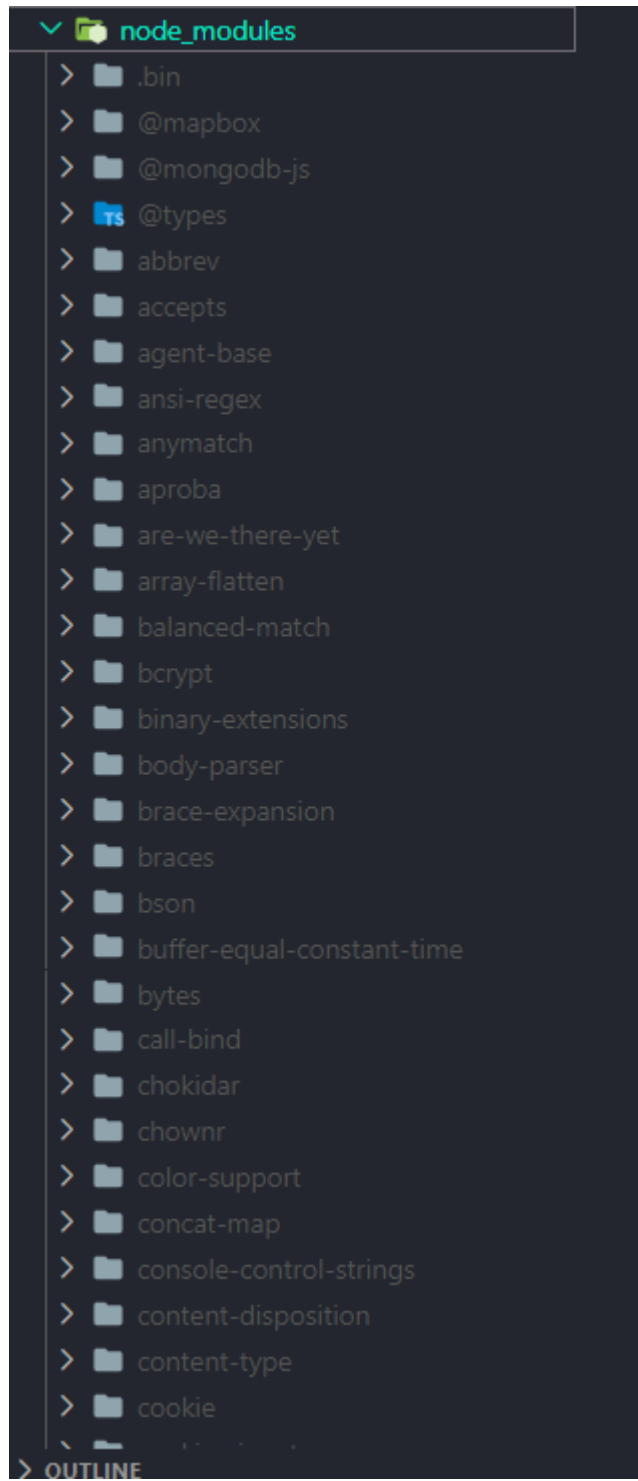 node_modules
.bin
@mapbox
@mongodb-js
TS @types
abbrev
accepts
agent-base
ansi-regex
anymatch
aproba
are-we-there-yet
array-flatten
balanced-match
bcrypt
binary-extensions
body-parser
brace-expansion
braces
bson
buffer-equal-constant-time
bytes
call-bind
chokidar
chownr
color-support
concat-map
console-control-strings
content-disposition
content-type
cookie
OUTLINE